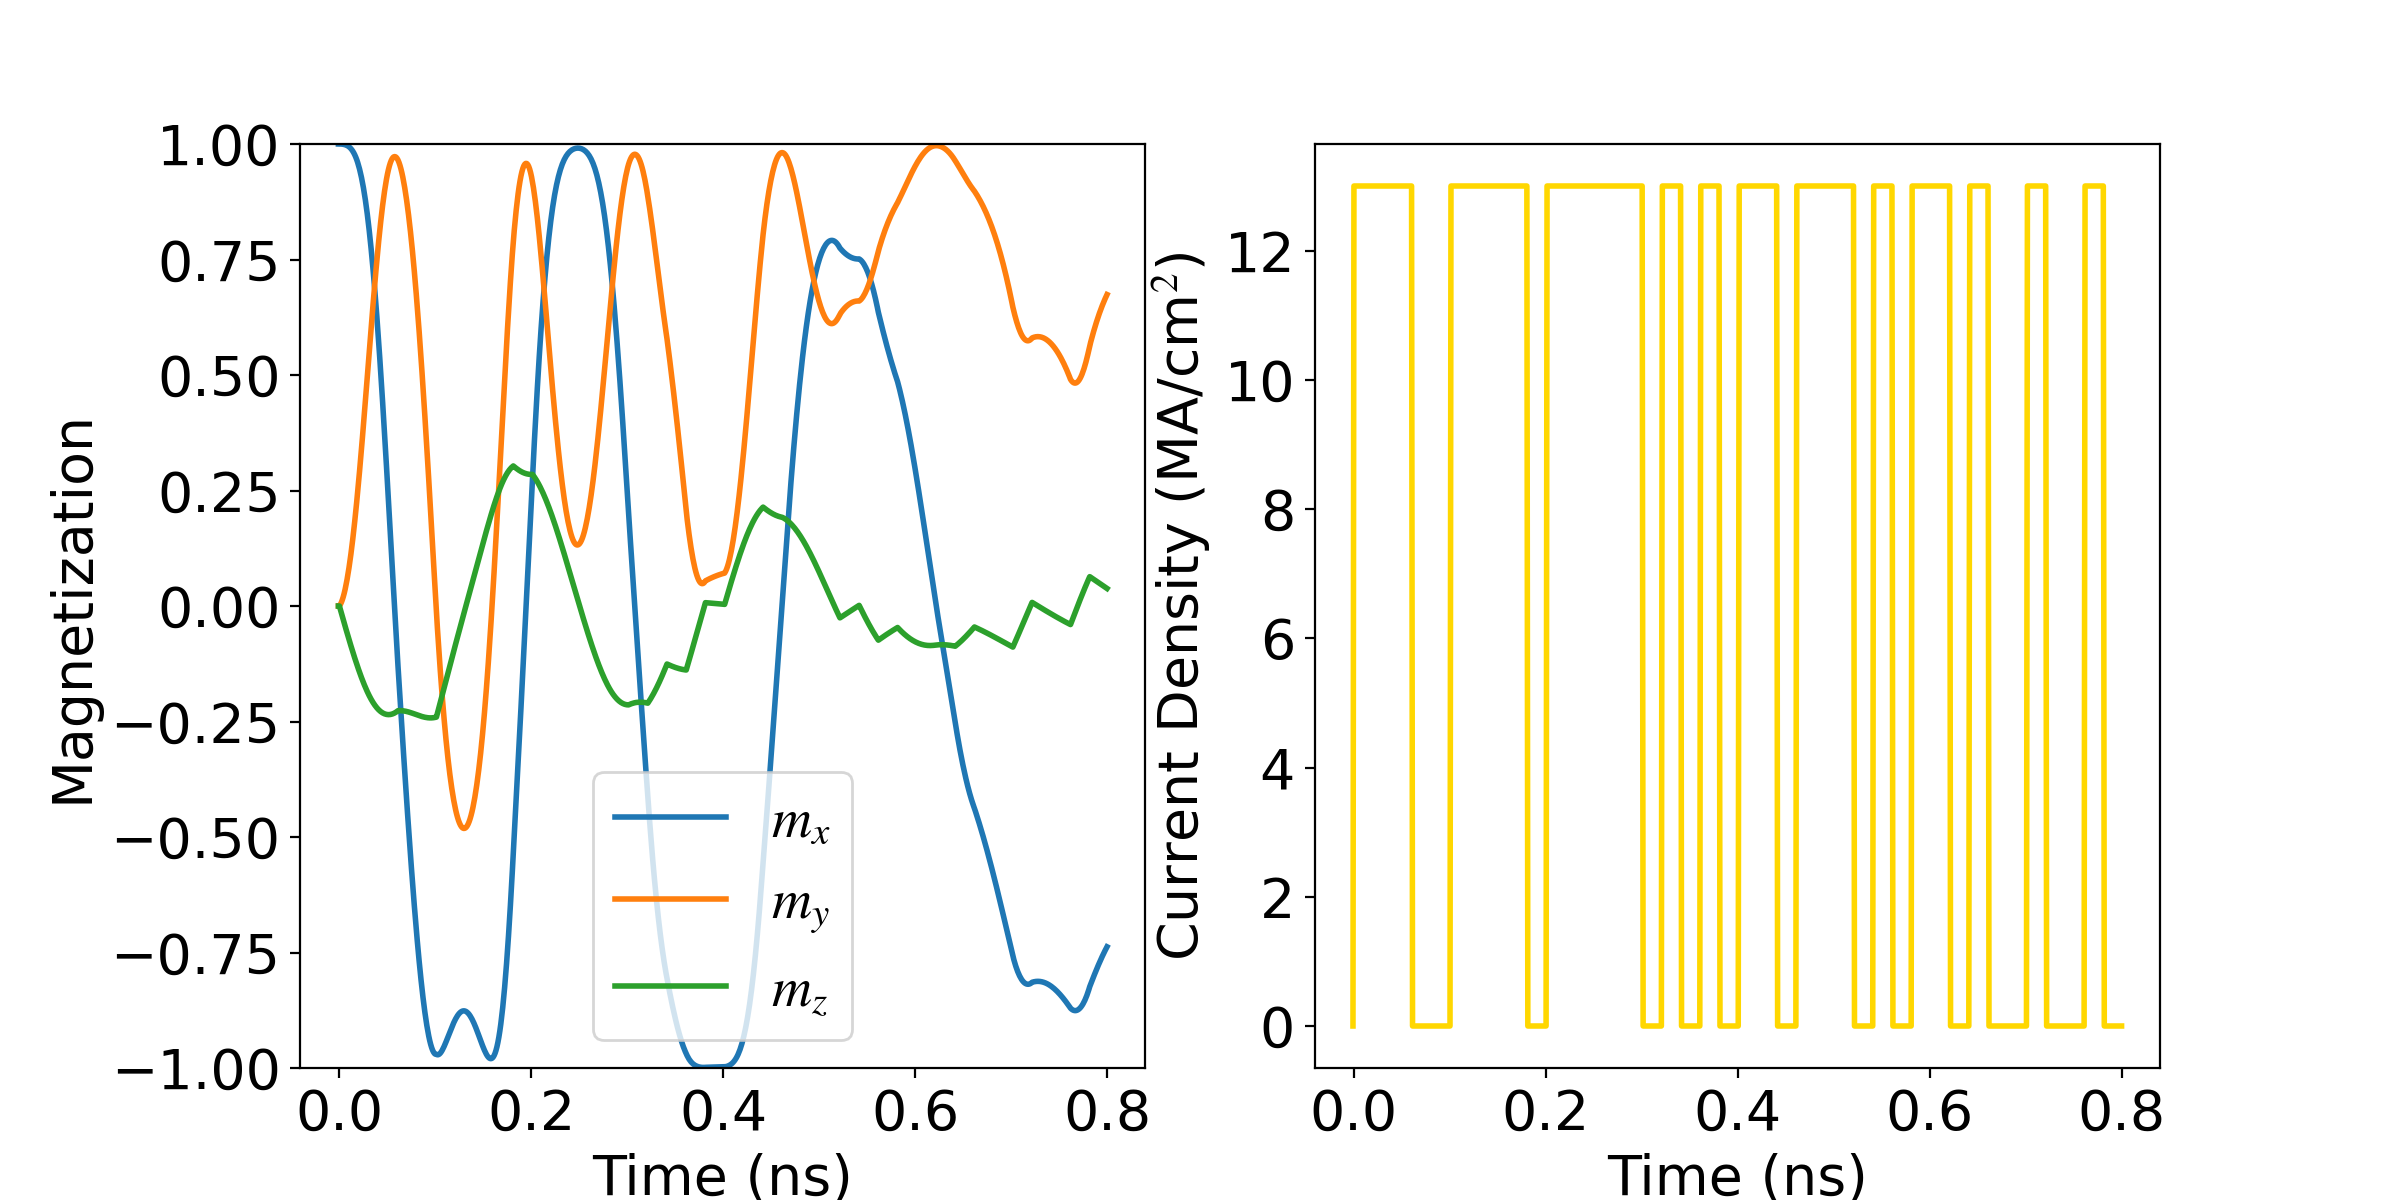 Magnetization
1.00
0.75
0.50
0.25
0.00
−0.25
−0.50
−0.75
−1.00
0.0 0.2 0.4 0.6 0.8
Time (ns)
m_x
m_y
m_z
Current Density (MA/cm²)
12
10
8
6
4
2
0
0.0 0.2 0.4 0.6 0.8
Time (ns)